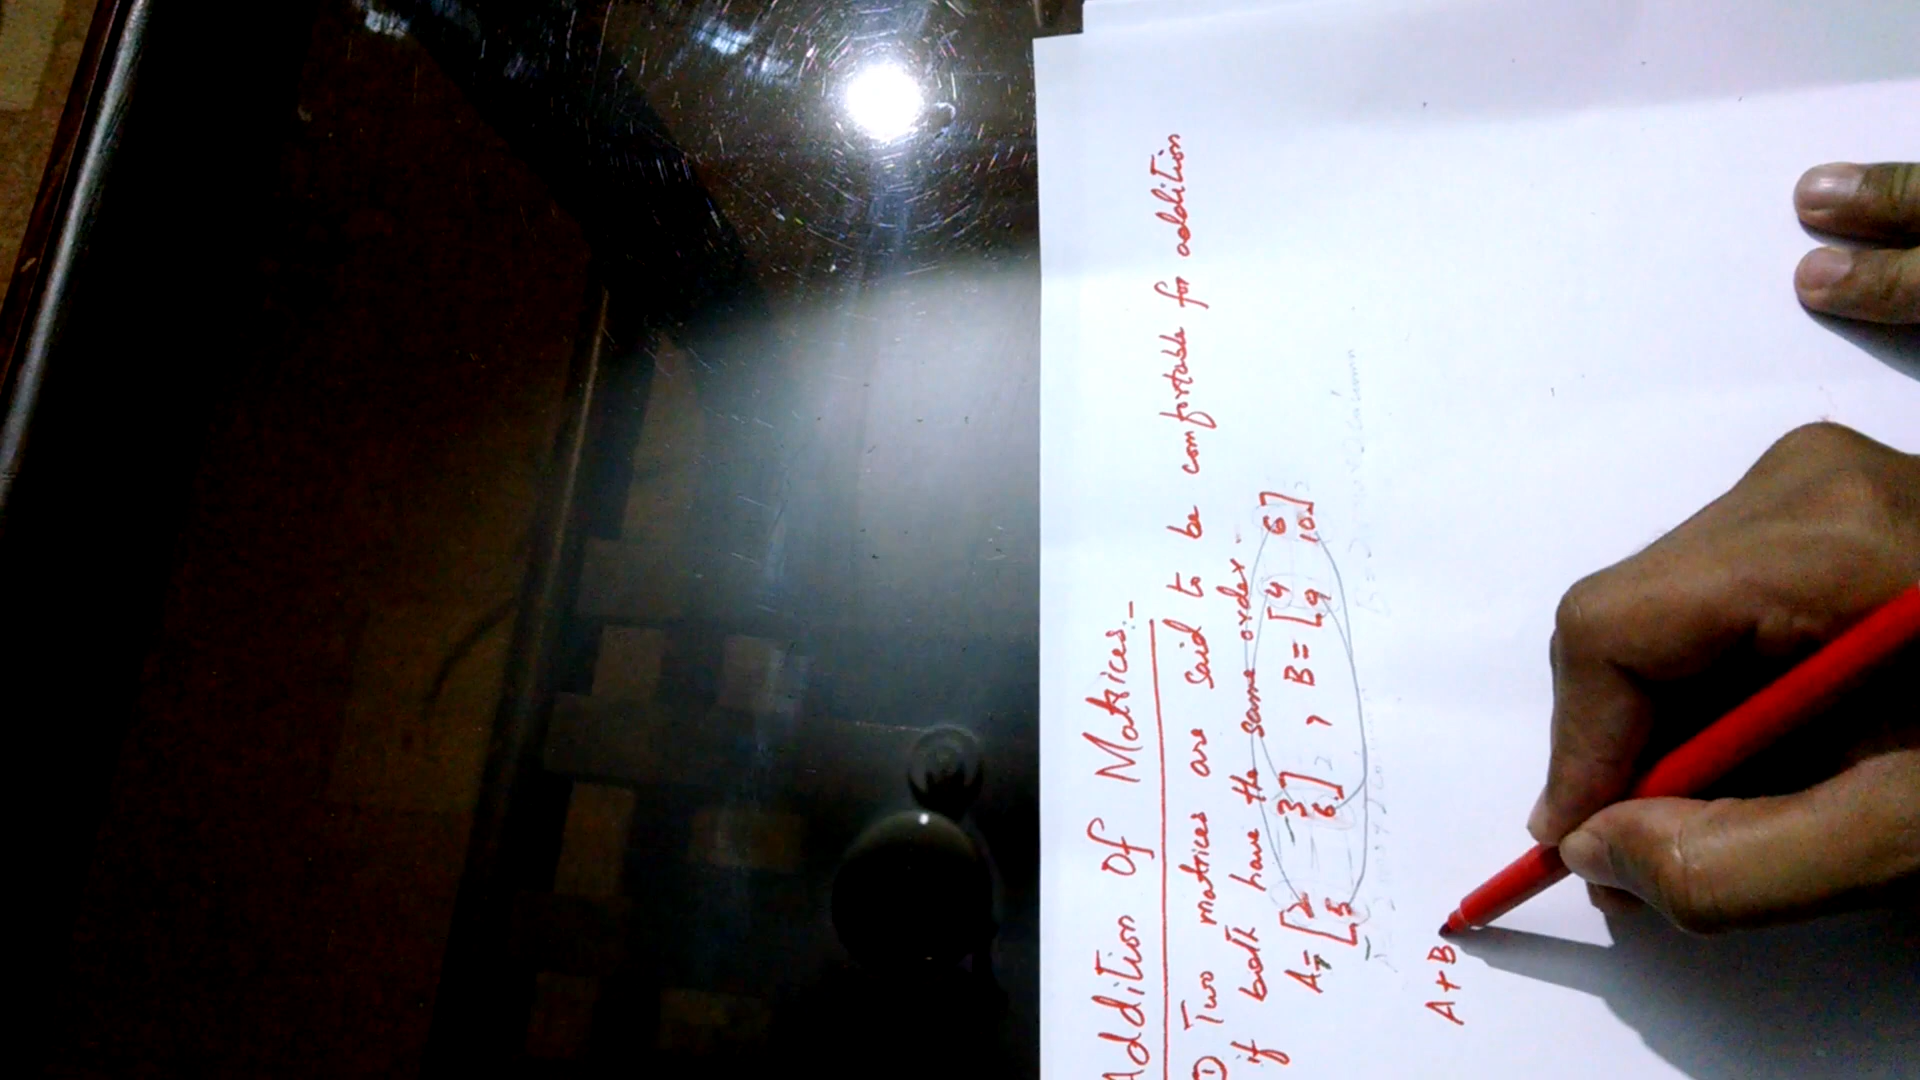 Addition of Matrices:-
① Two matrices are said to be comfortable for addition
if both have the same order.
A = [2 3] , B = [4 6]
[5 6] [9 10]
A+B